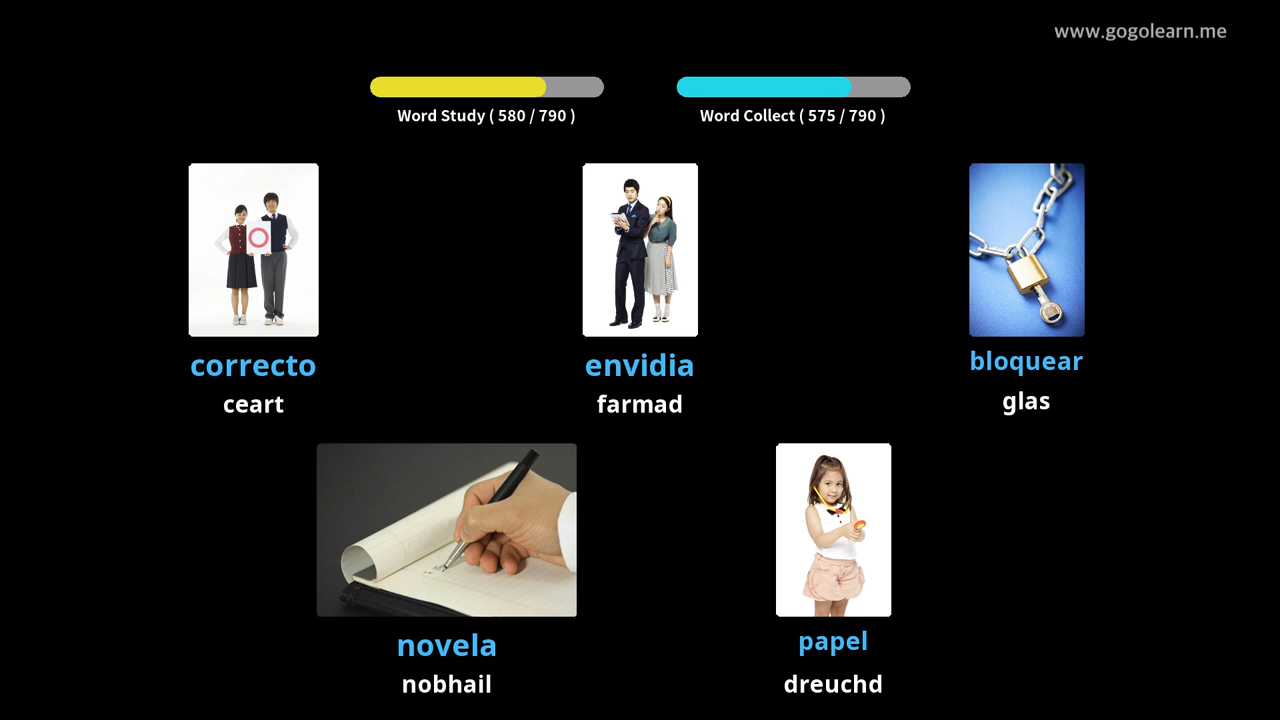 www.gogolearn.me
Word Study ( 580 / 790 )
Word Collect ( 575 / 790 )
correcto
ceart
envidia
farmad
bloquear
glas
novela
nobhail
papel
dreuchd